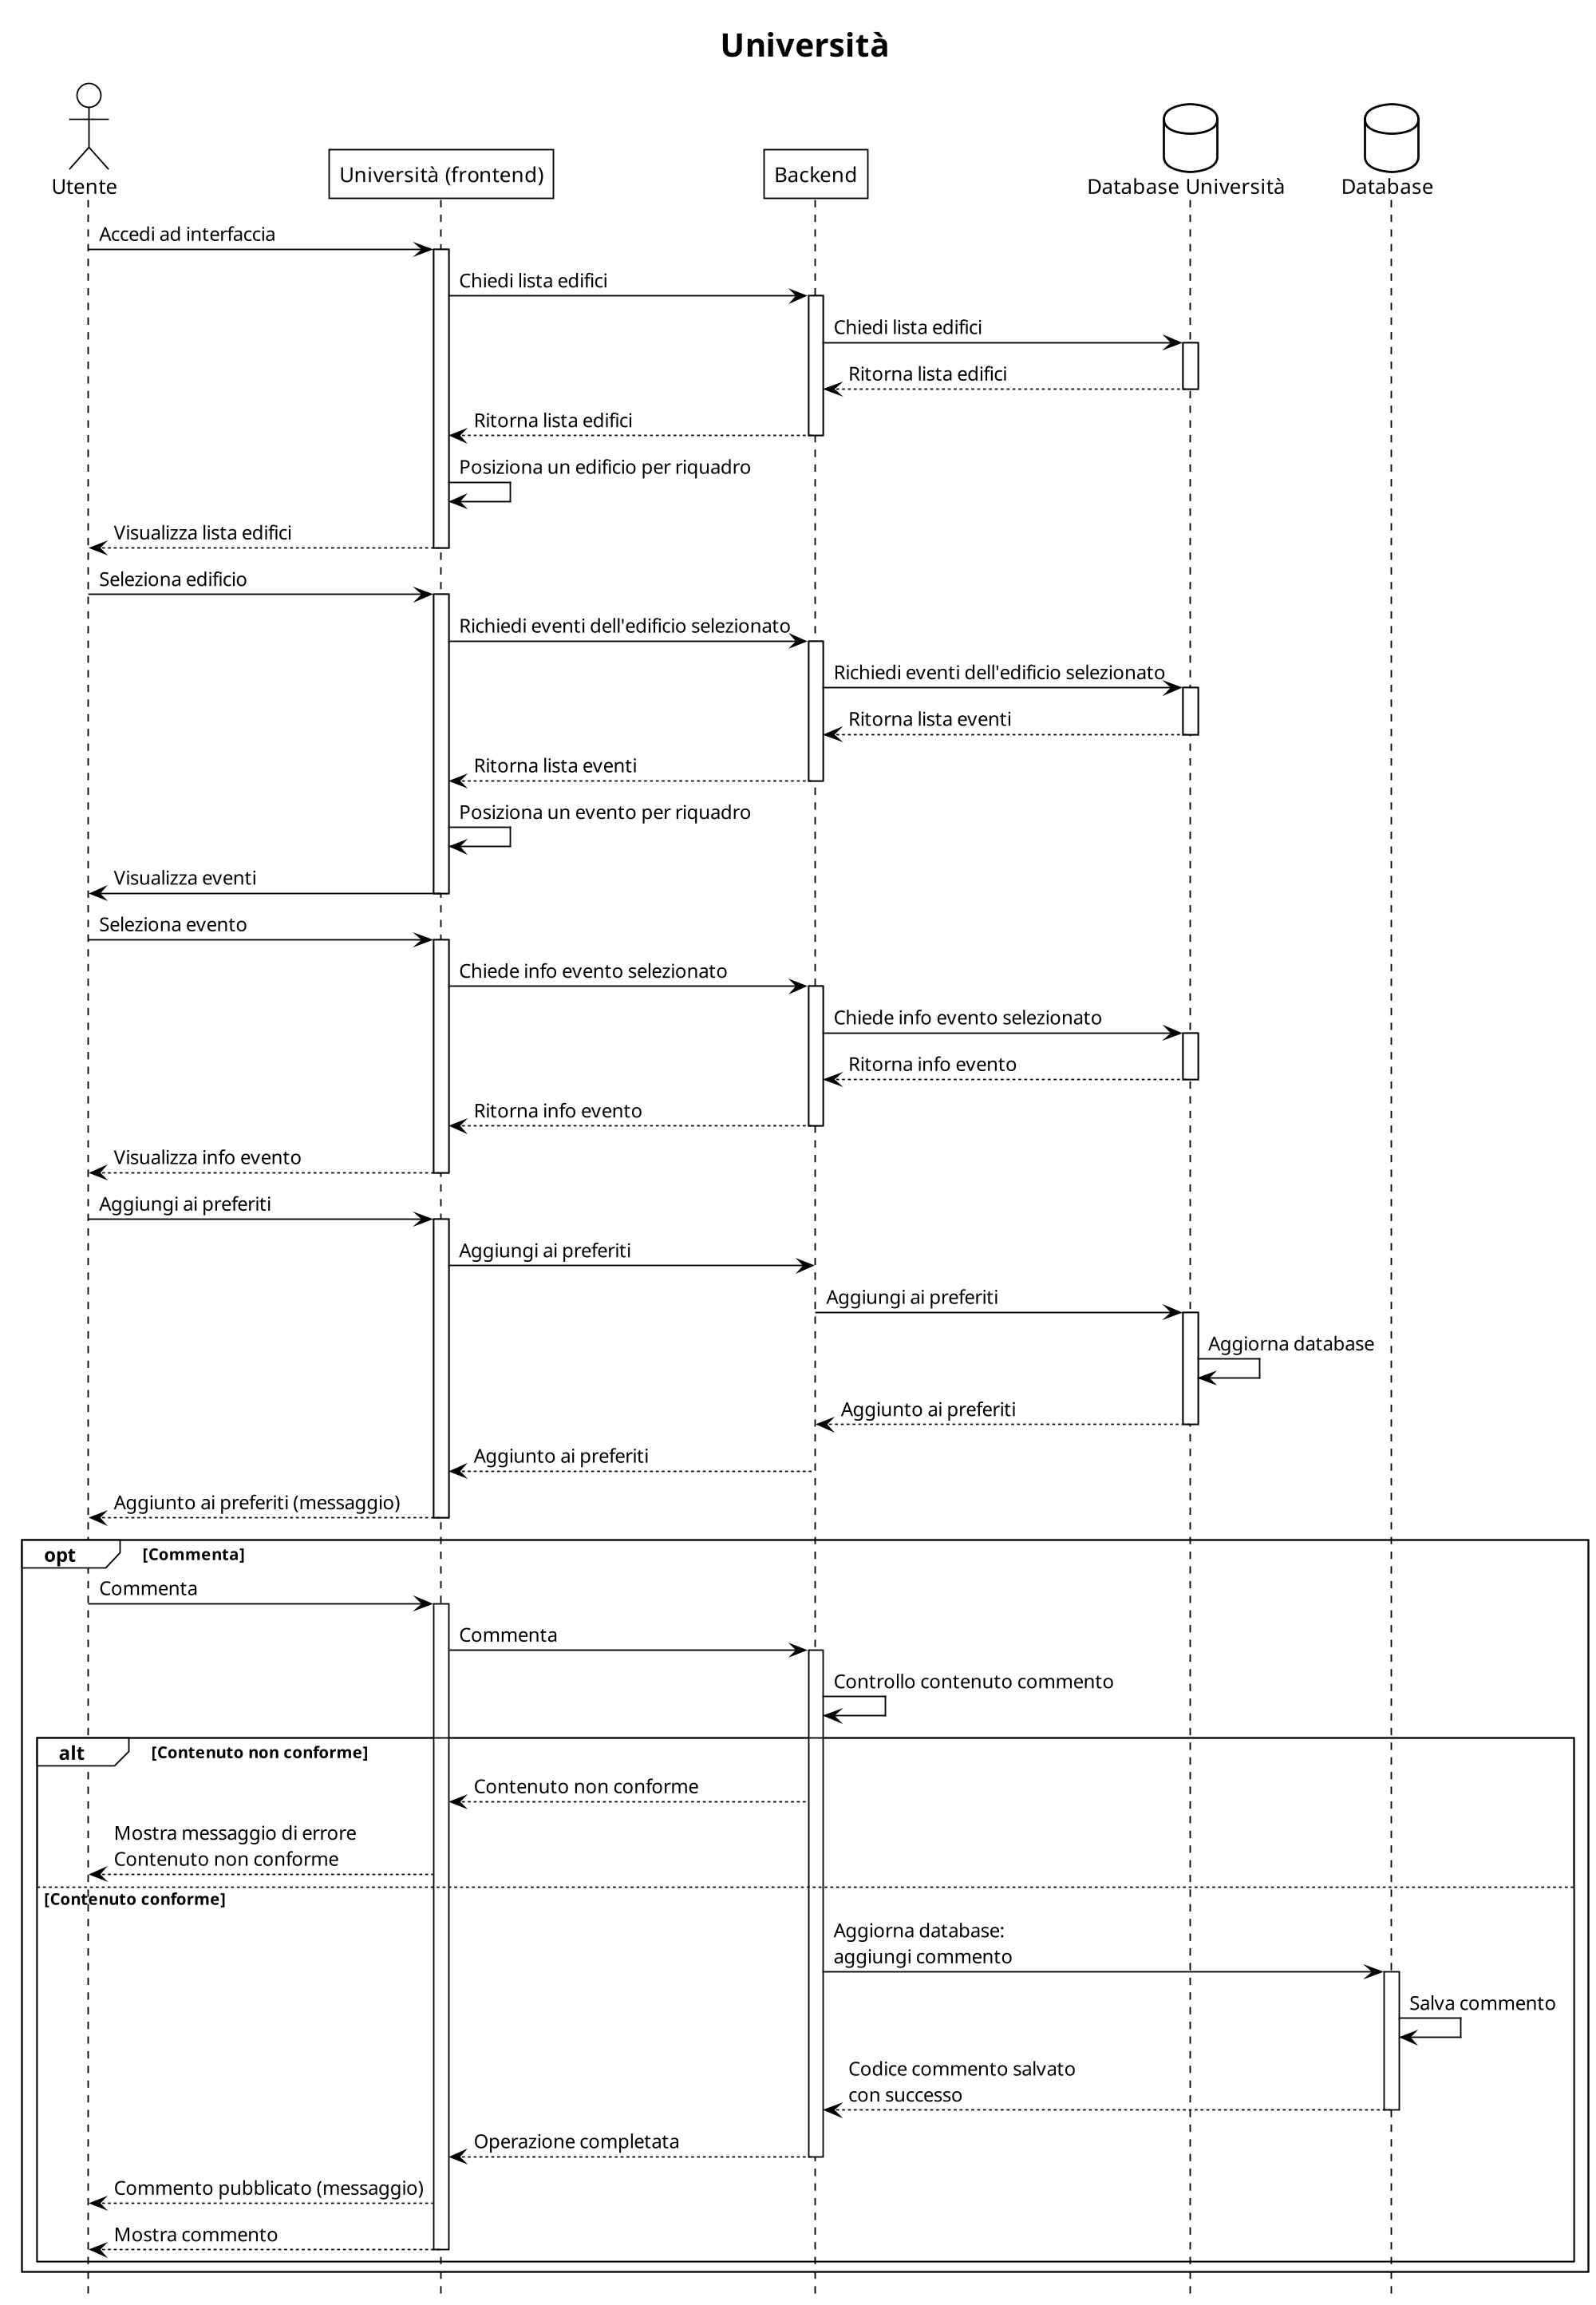 Università
Utente
Università (frontend)
Backend
Database Università
Database
Accedi ad interfaccia
Chiedi lista edifici
Chiedi lista edifici
Ritorna lista edifici
Ritorna lista edifici
Posiziona un edificio per riquadro
Visualizza lista edifici
Seleziona edificio
Richiedi eventi dell'edificio selezionato
Richiedi eventi dell'edificio selezionato
Ritorna lista eventi
Ritorna lista eventi
Posiziona un evento per riquadro
Visualizza eventi
Seleziona evento
Chiede info evento selezionato
Chiede info evento selezionato
Ritorna info evento
Ritorna info evento
Visualizza info evento
Aggiungi ai preferiti
Aggiungi ai preferiti
Aggiungi ai preferiti
Aggiorna database
Aggiunto ai preferiti
Aggiunto ai preferiti
Aggiunto ai preferiti (messaggio)
opt [Commenta]
Commenta
Commenta
Controllo contenuto commento
alt [Contenuto non conforme]
Contenuto non conforme
Mostra messaggio di errore
Contenuto non conforme
[Contenuto conforme]
Aggiorna database:
aggiungi commento
Salva commento
Codice commento salvato
con successo
Operazione completata
Commento pubblicato (messaggio)
Mostra commento